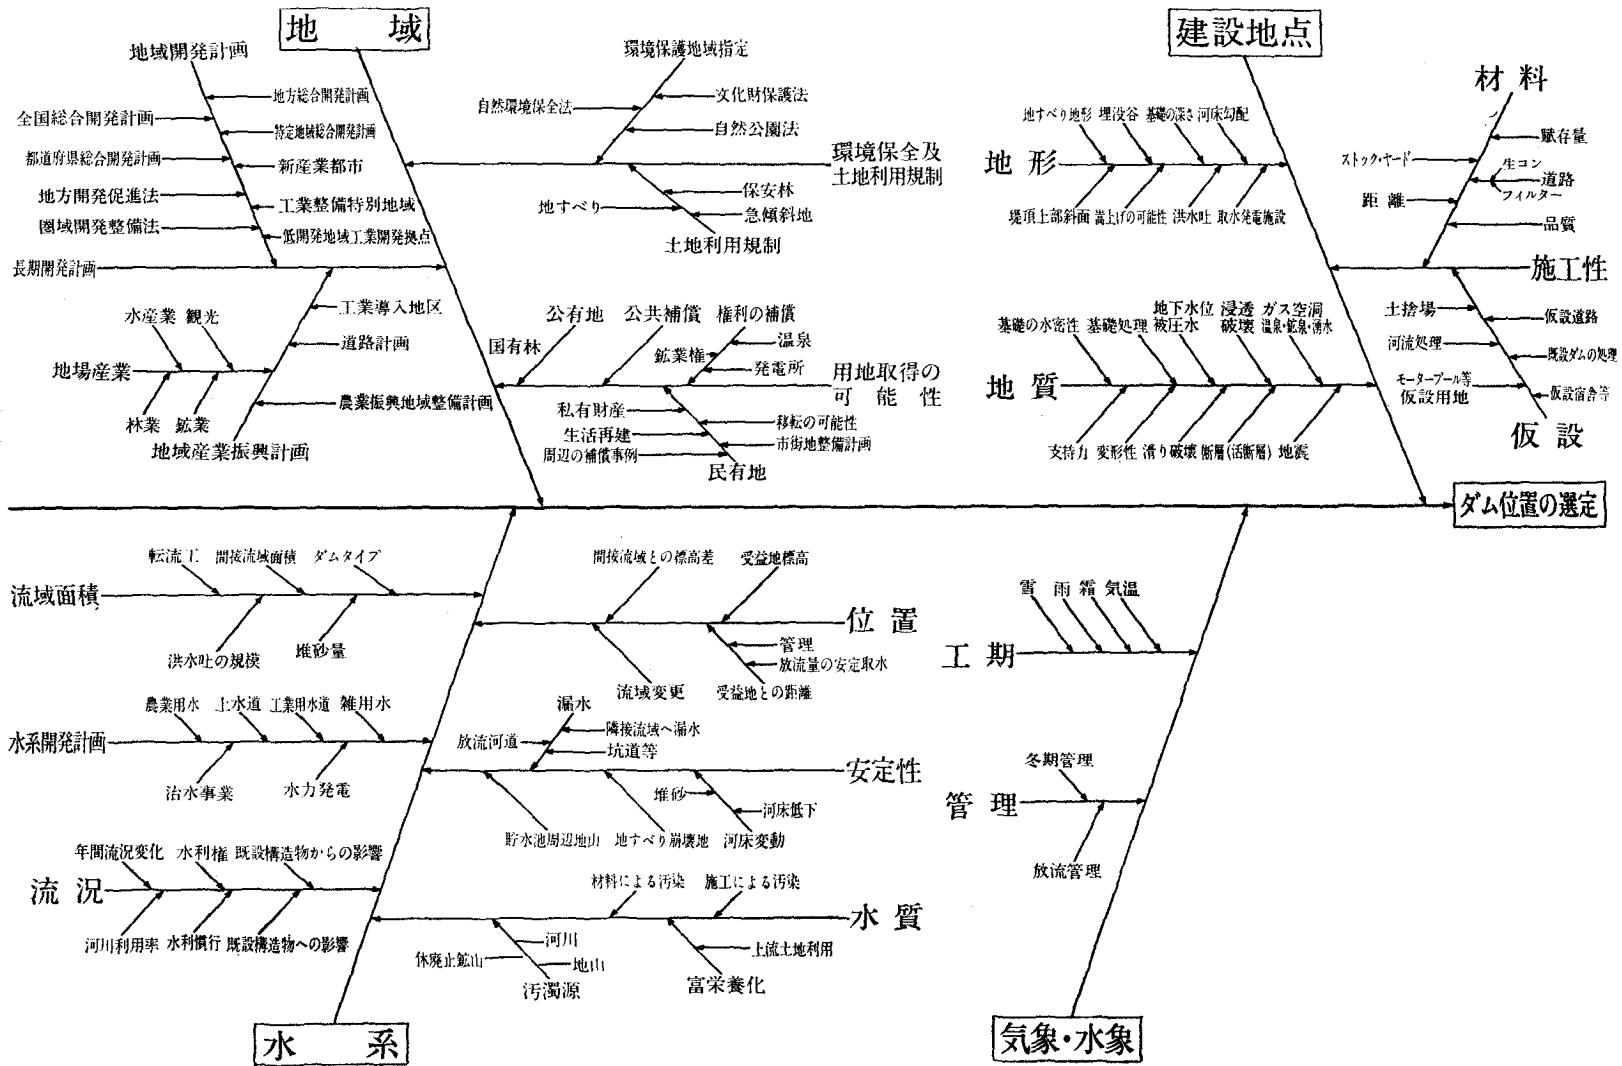 地域
地域開発計画
地方総合開発計画
全国総合開発計画
特定地域総合開発計画
都道府県総合開発計画
新産業都市
地方開発促進法
工業整備特別地域
圏域開発整備法
低開発地域工業開発拠点
長期開発計画
水産業
観光
地場産業
林業
鉱業
工業導入地区
道路計画
農業振興地域整備計画
地域産業振興計画
環境保護地域指定
自然環境保全法
文化財保護法
自然公園法
環境保全及
土地利用規制
保安林
地すべり
急傾斜地
土地利用規制
公有地
公共補償
権利の補償
国有林
温泉
鉱業権
発電所
用地取得の
可能性
私有財産
移転の可能性
生活再建
市街地整備計画
周辺の補償事例
民有地
建設地点
地すべり地形
埋没谷
基礎の深さ
河床勾配
地形
堤頂上部斜面
嵩上げの可能性
洪水吐
取水発電施設
材料
賦存量
ストック・ヤード
生コン
道路
フィルター
距離
品質
施工性
土捨場
仮設道路
河流処理
既設ダムの処理
モータープール等
仮設用地
仮設宿舎等
仮設
基礎の水密性
基礎処理
地下水位
被圧水
浸透
破壊
ガス空洞
温泉・鉱泉・湧水
地質
支持力
変形性
滑り破壊
断層(活断層)
地震
ダム位置の選定
転流工
間接流域面積
ダムタイプ
流域面積
洪水吐の規模
堆砂量
間接流域との標高差
受益地標高
位置
管理
放流量の安定取水
流域変更
受益地との距離
農業用水
上水道
工業用水道
雑用水
水系開発計画
治水事業
水力発電
漏水
隣接流域へ漏水
放流河道
坑道等
安定性
堆砂
河床低下
貯水池周辺地山
地すべり崩壊地
河床変動
年間流況変化
水利権
既設構造物からの影響
流況
河川利用率
水利慣行
既設構造物への影響
材料による汚染
施工による汚染
水質
河川
休廃止鉱山
地山
汚濁源
上流土地利用
富栄養化
水系
雪
雨
霜
気温
工期
冬期管理
管理
放流管理
気象・水象